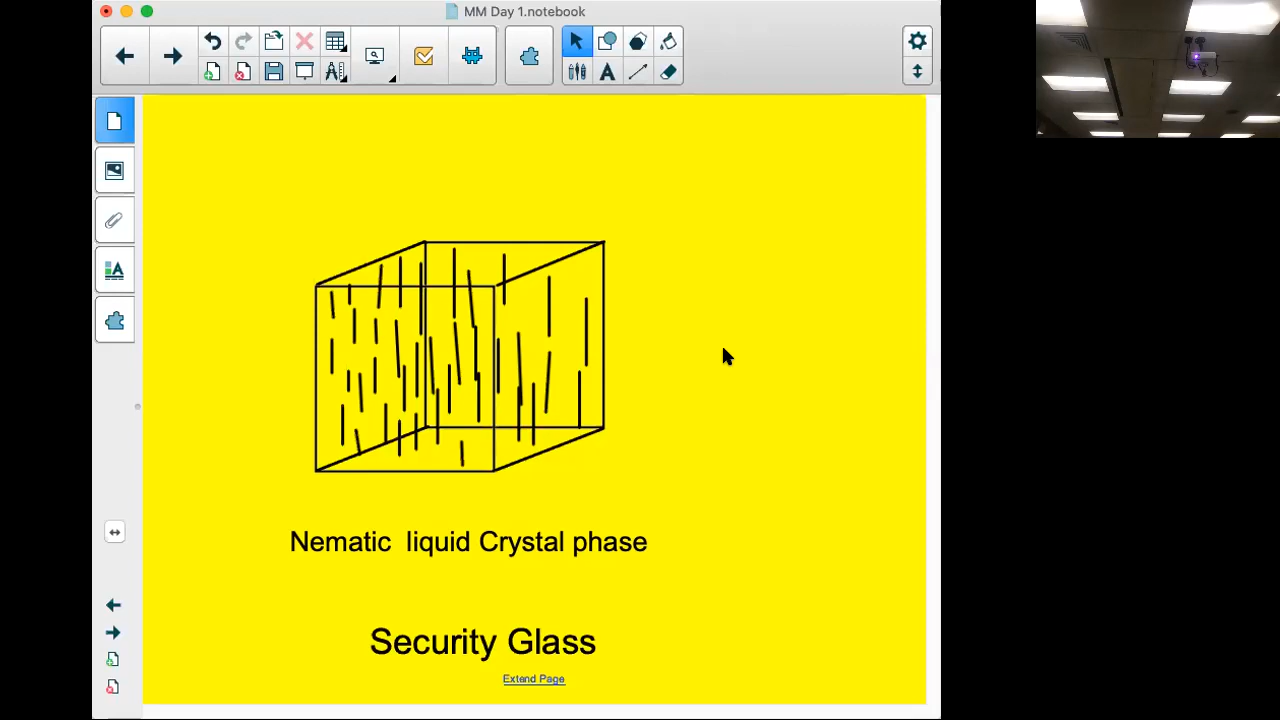 MM Day 1.notebook
Nematic liquid Crystal phase
Security Glass
Extend Page